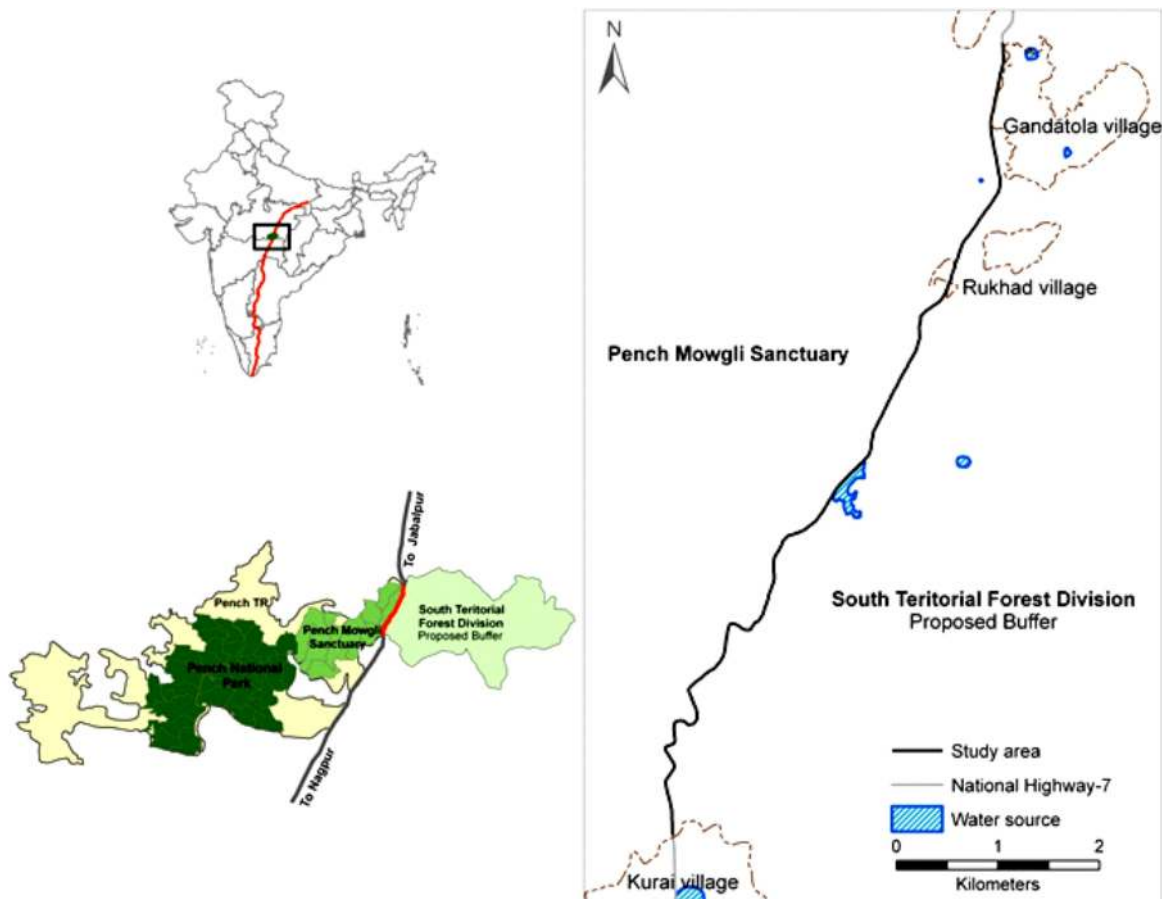 To Jabalpur
Pench TR
Pench Mowgli
Sanctuary
South Teritorial
Forest Division
Proposed Buffer
Pench National
Park
To Nagpur
N
Gandatola village
Rukhad village
Pench Mowgli Sanctuary
South Teritorial Forest Division
Proposed Buffer
Study area
National Highway-7
Water source
0 1 2
Kilometers
Kurai village